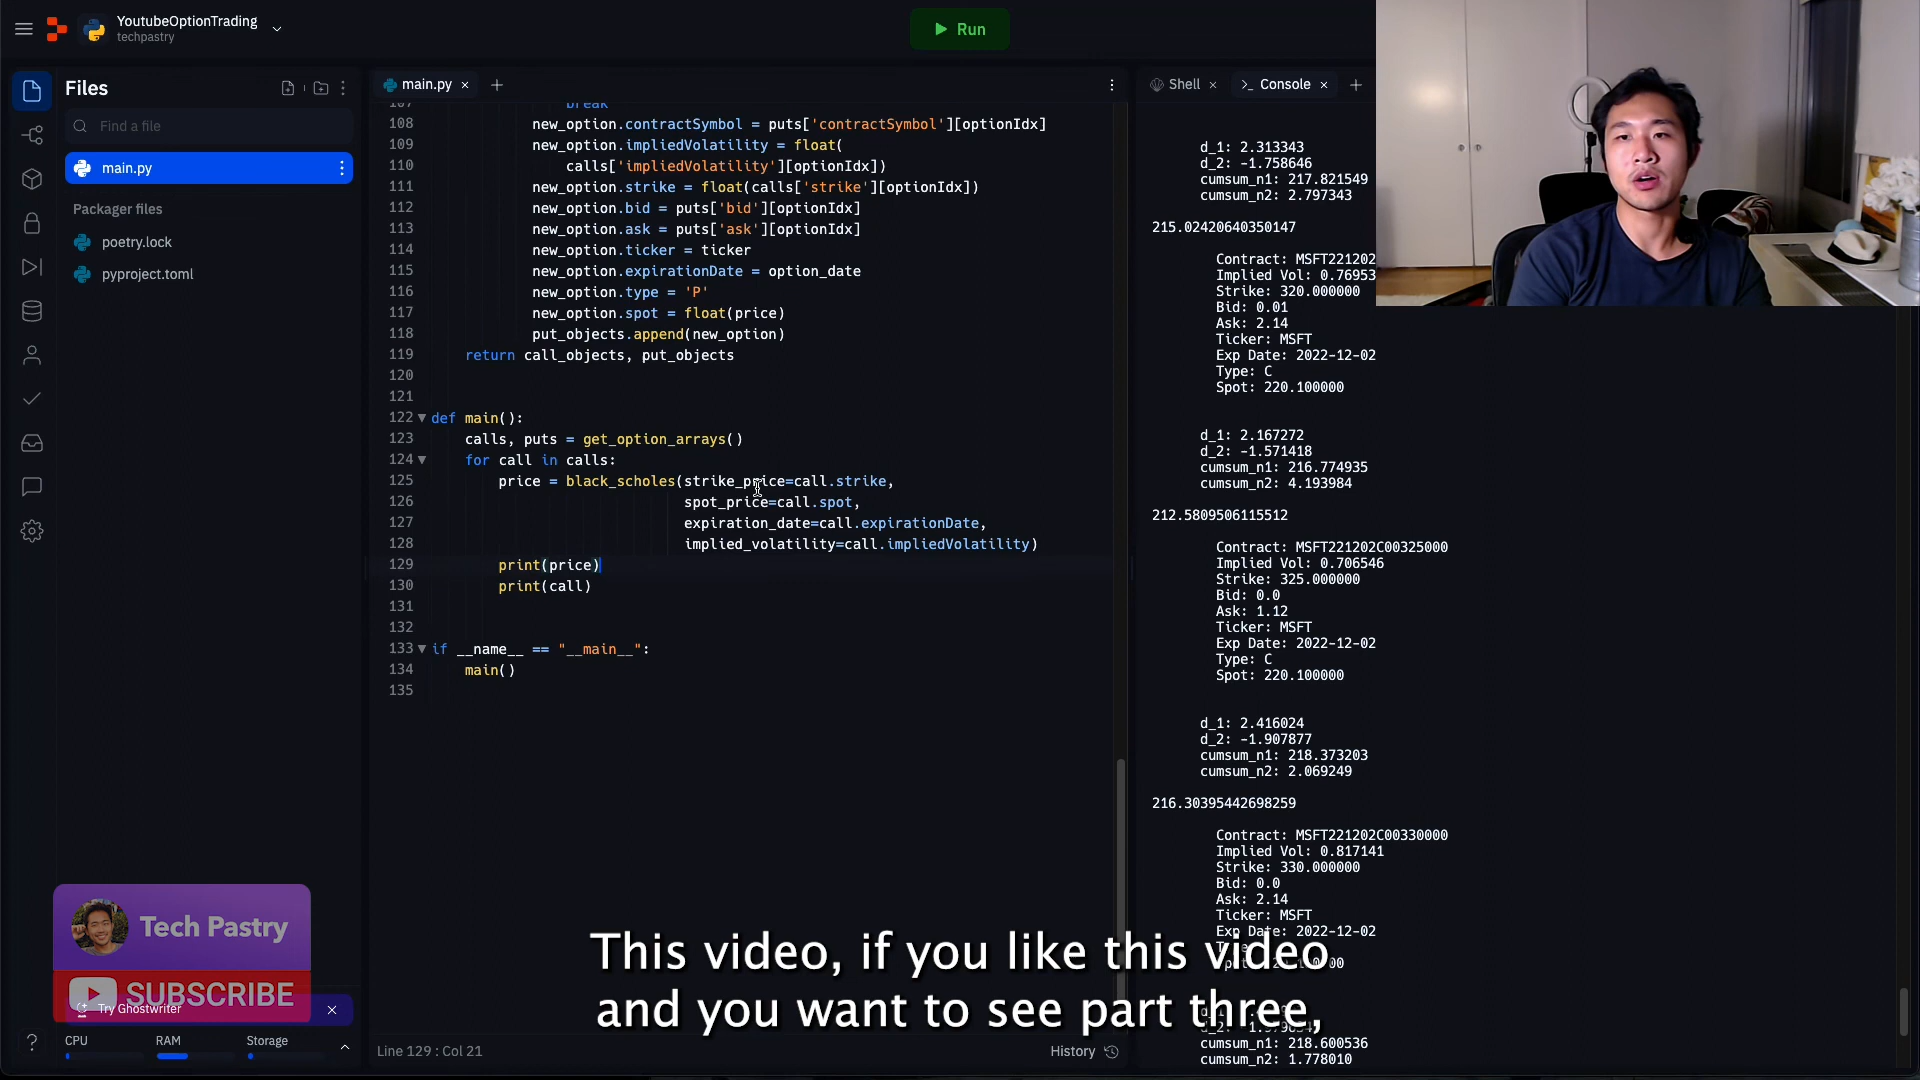 YoutubeOptionTrading
techpastry
Run
Files
Find a file
main.py
Packager files
poetry.lock
pyproject.toml
main.py
107 break
108 new_option.contractSymbol = puts['contractSymbol'][optionIdx]
109 new_option.impliedVolatility = float(
110 calls['impliedVolatility'][optionIdx])
111 new_option.strike = float(calls['strike'][optionIdx])
112 new_option.bid = puts['bid'][optionIdx]
113 new_option.ask = puts['ask'][optionIdx]
114 new_option.ticker = ticker
115 new_option.expirationDate = option_date
116 new_option.type = 'P'
117 new_option.spot = float(price)
118 put_objects.append(new_option)
119 return call_objects, put_objects
120
121
122 def main():
123 calls, puts = get_option_arrays()
124 for call in calls:
125 price = black_scholes(strike_price=call.strike,
126 spot_price=call.spot,
127 expiration_date=call.expirationDate,
128 implied_volatility=call.impliedVolatility)
129 print(price)
130 print(call)
131
132
133 if __name__ == "__main__":
134 main()
135
Shell
>_ Console
d_1: 2.313343
d_2: -1.758646
cumsum_n1: 217.821549
cumsum_n2: 2.797343
215.02420640350147
Contract: MSFT221202
Implied Vol: 0.76953
Strike: 320.000000
Bid: 0.01
Ask: 2.14
Ticker: MSFT
Exp Date: 2022-12-02
Type: C
Spot: 220.100000
d_1: 2.167272
d_2: -1.571418
cumsum_n1: 216.774935
cumsum_n2: 4.193984
212.5809506115512
Contract: MSFT221202C00325000
Implied Vol: 0.706546
Strike: 325.000000
Bid: 0.0
Ask: 1.12
Ticker: MSFT
Exp Date: 2022-12-02
Type: C
Spot: 220.100000
d_1: 2.416024
d_2: -1.907877
cumsum_n1: 218.373203
cumsum_n2: 2.069249
216.30395442698259
Contract: MSFT221202C00330000
Implied Vol: 0.817141
Strike: 330.000000
Bid: 0.0
Ask: 2.14
Ticker: MSFT
Exp Date: 2022-12-02
cumsum_n1: 218.600536
cumsum_n2: 1.778010
Tech Pastry
SUBSCRIBE
Try Ghostwriter
CPU RAM Storage
Line 129 : Col 21
History
This video, if you like this video
and you want to see part three,